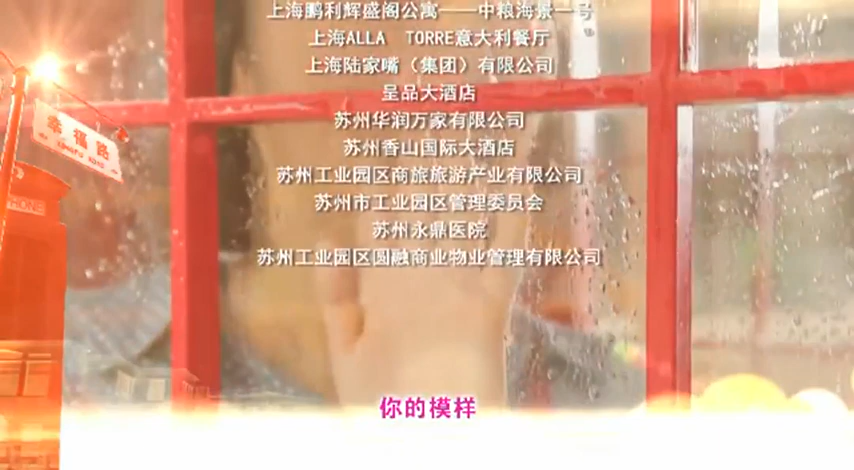 上海鹏利辉盛阁公寓——中粮海景一号
上海ALLA TORRE意大利餐厅
上海陆家嘴（集团）有限公司
呈品大酒店
苏州华润万家有限公司
苏州香山国际大酒店
苏州工业园区商旅旅游产业有限公司
苏州市工业园区管理委员会
苏州永鼎医院
苏州工业园区圆融商业物业管理有限公司
幸福路
你的模样